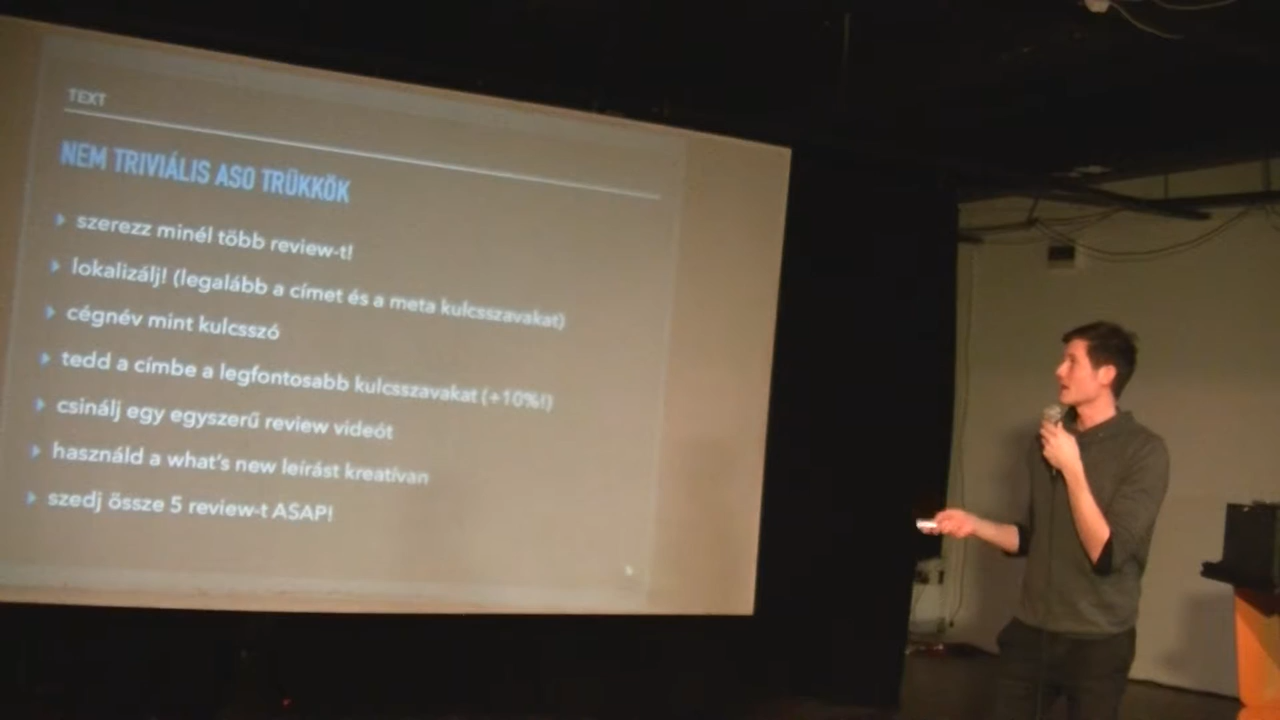 TEXT
NEM TRIVIÁLIS ASO TRÜKKÖK
szerezz minél több review-t!
lokalizálj! (legalább a címet és a meta kulcsszavakat)
cégnév mint kulcsszó
tedd a címbe a legfontosabb kulcsszavakat (+10%!)
csinálj egy egyszerű review videót
használd a what's new leírást kreatívan
szedj össze 5 review-t ASAP!